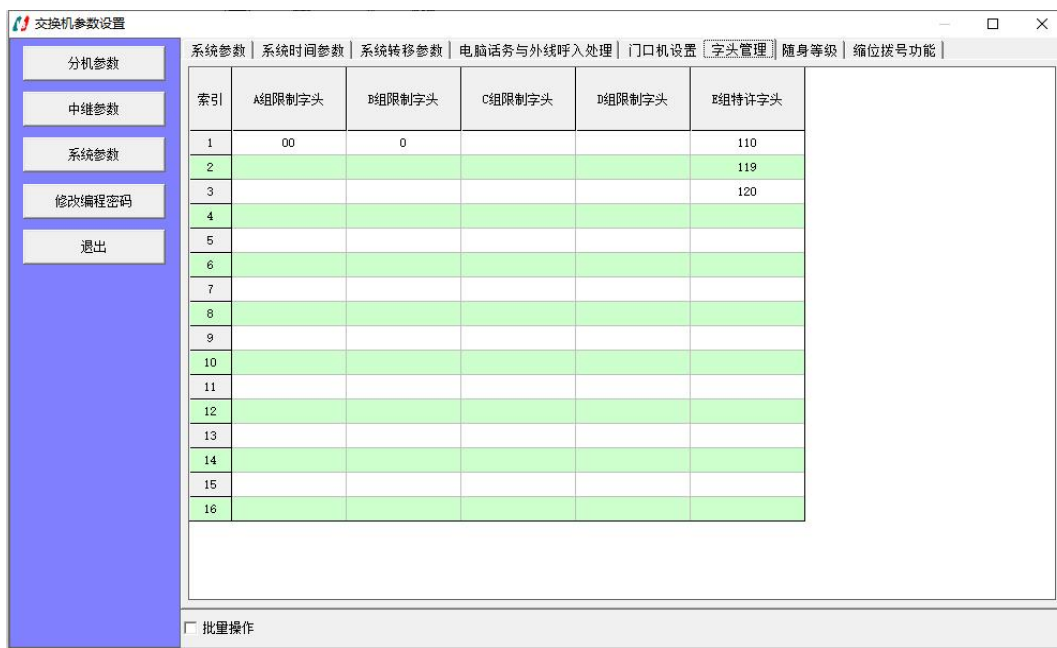 交换机参数设置
分机参数
中继参数
系统参数
修改编程密码
退出
系统参数 系统时间参数 系统转移参数 电脑话务与外线呼入处理 门口机设置 字头管理 随身等级 缩位拨号功能
索引 A组限制字头 B组限制字头 C组限制字头 D组限制字头 E组特许字头
1 00 0 110
2 119
3 120
4
5
6
7
8
9
10
11
12
13
14
15
16
批里操作